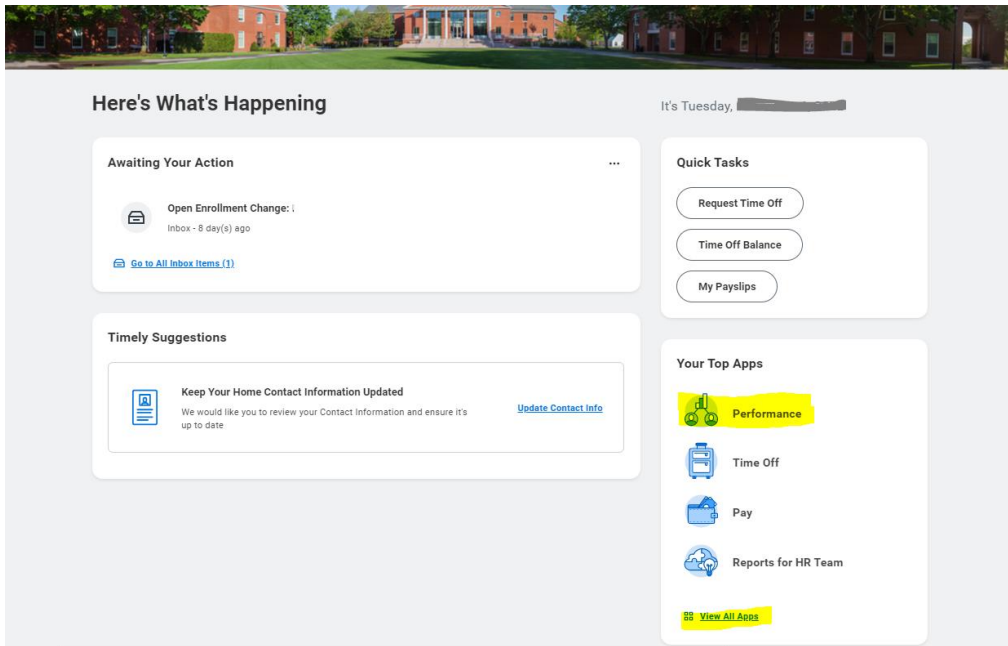 Here's What's Happening
It's Tuesday,
Awaiting Your Action
Open Enrollment Change:
Inbox - 8 day(s) ago
Go to All Inbox Items (1)
Timely Suggestions
Keep Your Home Contact Information Updated
We would like you to review your Contact Information and ensure it's
up to date
Update Contact Info
Quick Tasks
Request Time Off
Time Off Balance
My Payslips
Your Top Apps
Performance
Time Off
Pay
Reports for HR Team
View All Apps